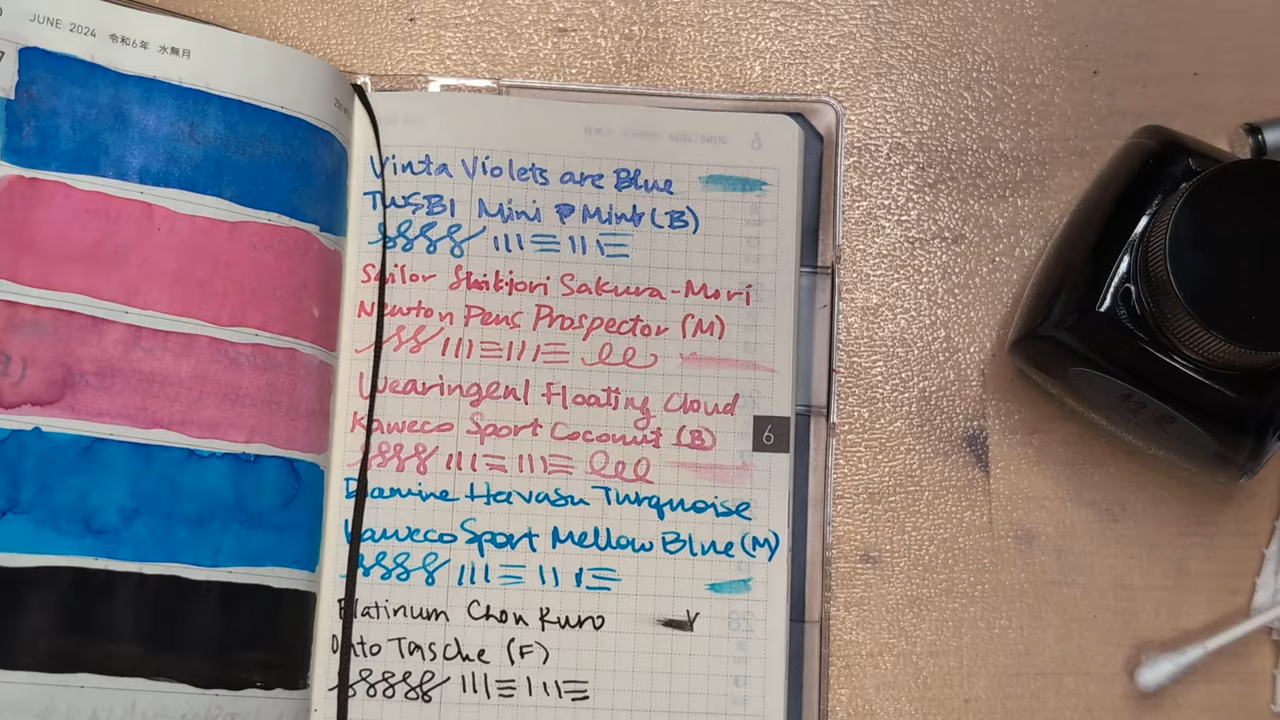 JUNE 2024 令和6年 水無月
Vinta Violets are Blue
TWSBI Mini Mint (B)
Sailor Shikiori Sakura-Mori
Newton Pens Prospector (M)
Wearingeul Floating Cloud
Kaweco Sport Coconut (B)
6
Diamine Havasu Turquoise
Kaweco Sport Mellow Blue (M)
Platinum Chou Kuro
Tasche (F)